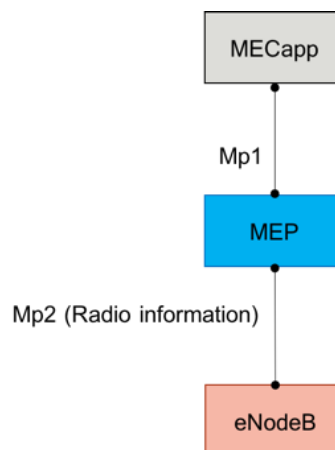 MECapp
Mp1
MEP
Mp2 (Radio information)
eNodeB